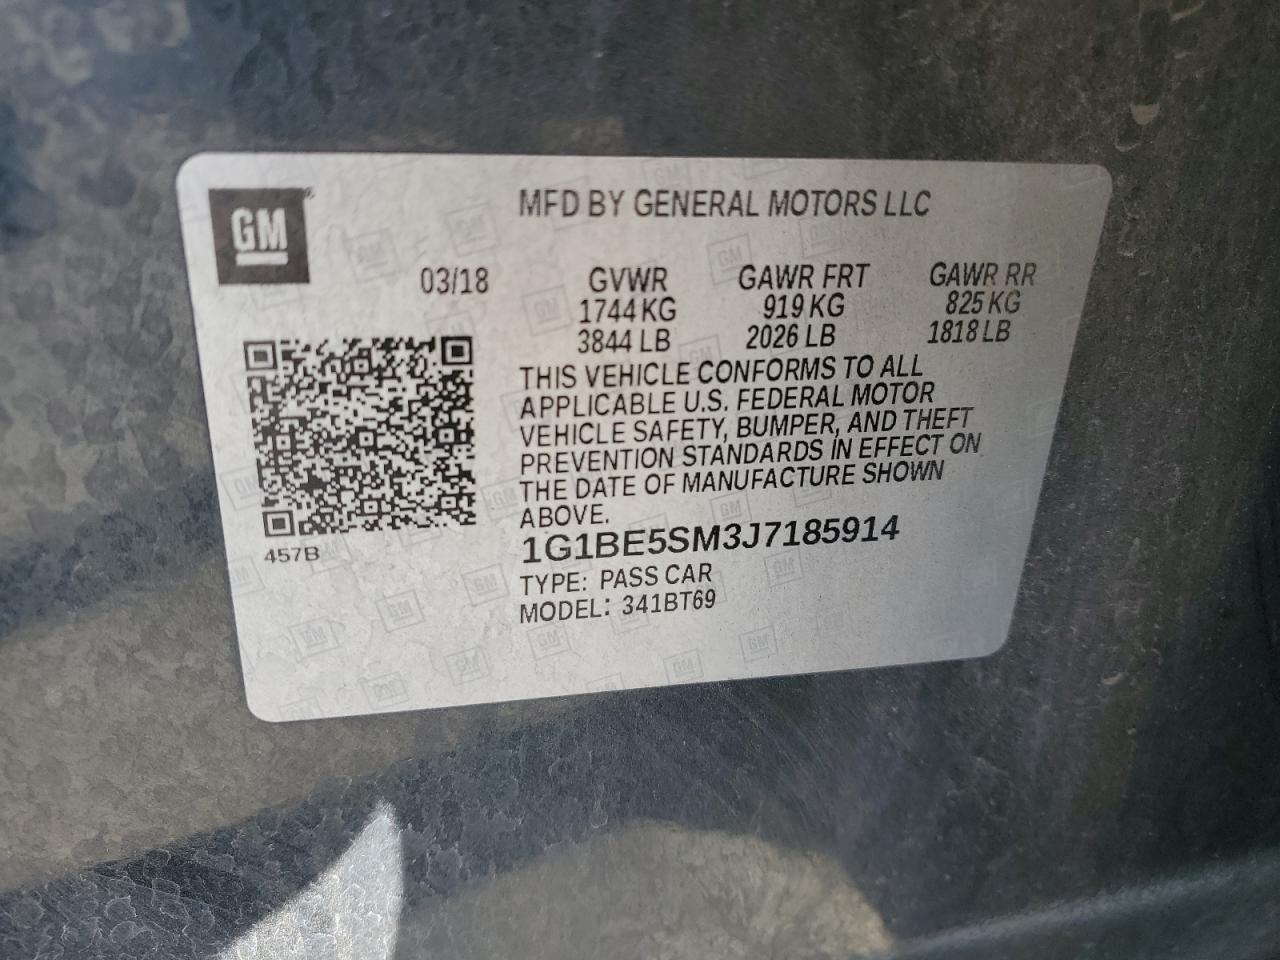 GM
MFD BY GENERAL MOTORS LLC
03/18 GVWR GAWR FRT GAWR RR
1744KG 919 KG 825 KG
3844 LB 2026 LB 1818 LB
THIS VEHICLE CONFORMS TO ALL
APPLICABLE U.S. FEDERAL MOTOR
VEHICLE SAFETY, BUMPER, AND THEFT
PREVENTION STANDARDS IN EFFECT ON
THE DATE OF MANUFACTURE SHOWN
ABOVE.
457B
1G1BE5SM3J7185914
TYPE: PASS CAR
MODEL: 341BT69